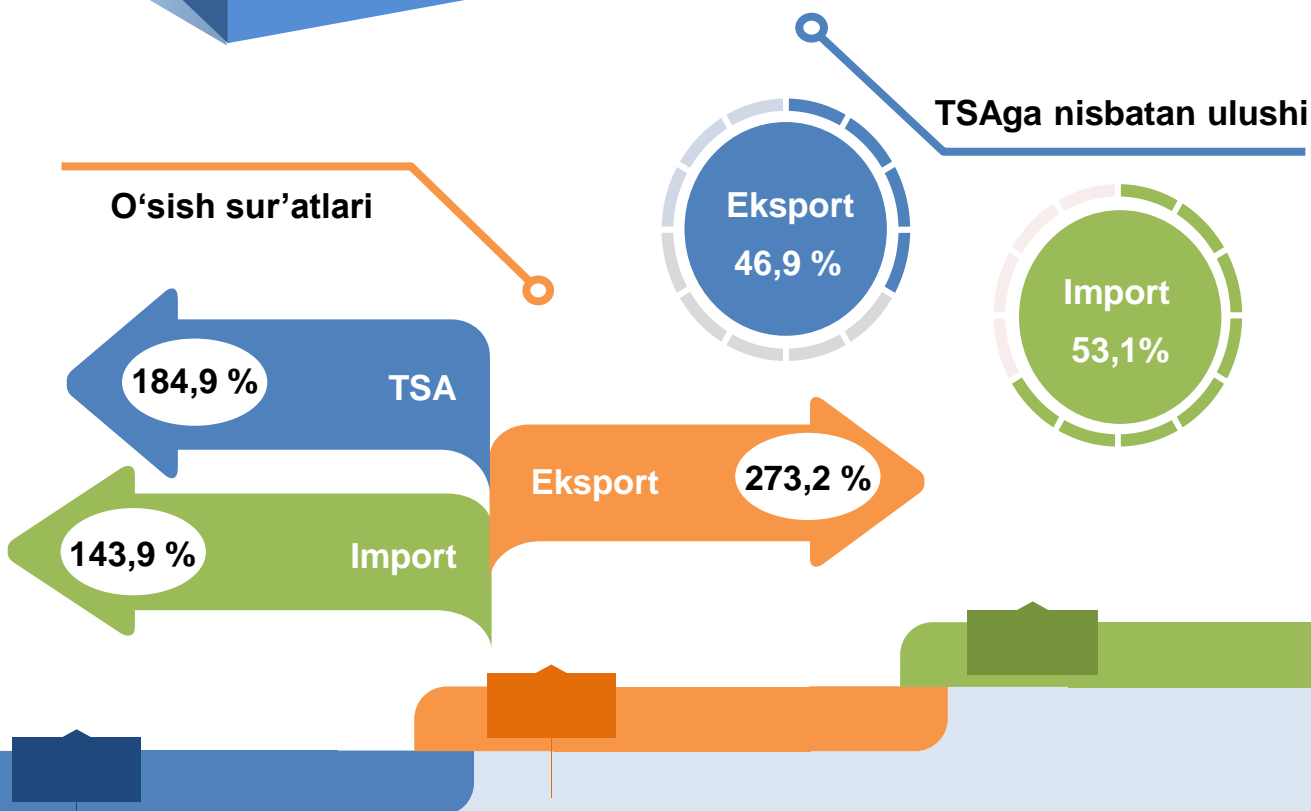 TSAga nisbatan ulushi
O‘sish sur’atlari
Eksport
46,9 %
Import
53,1%
184,9 %
TSA
Eksport
273,2 %
143,9 %
Import